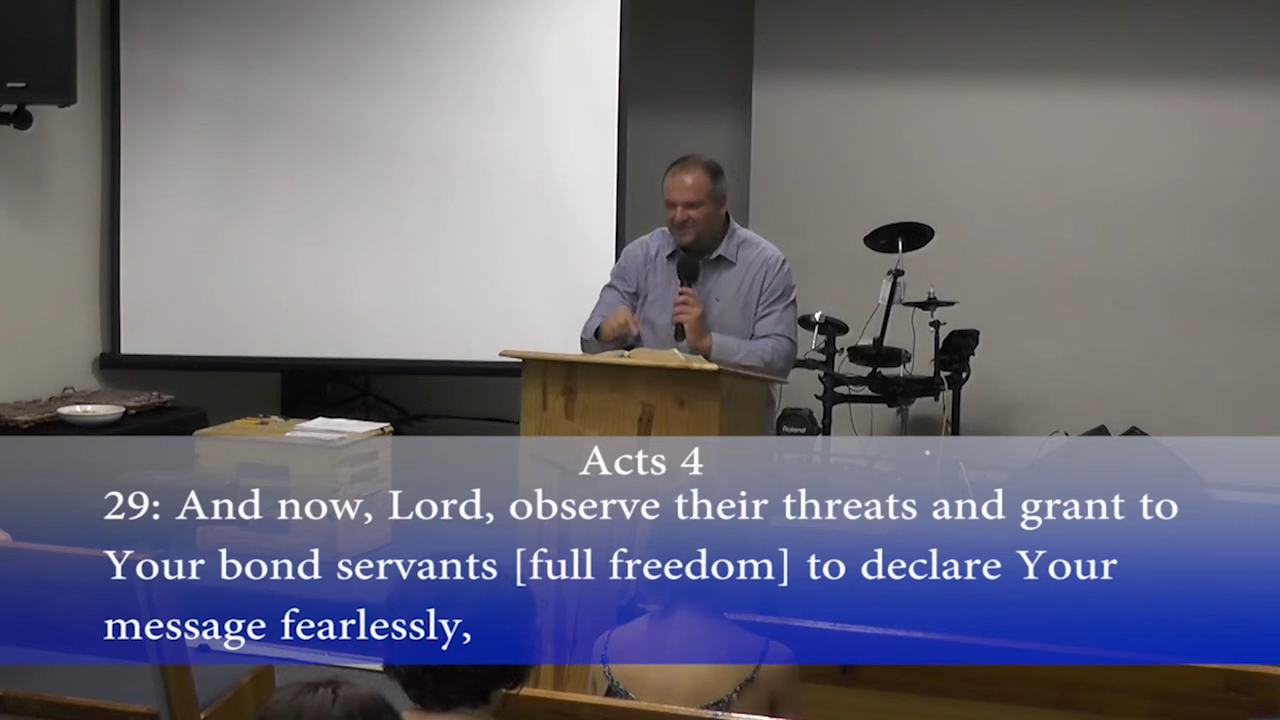 Roland
Acts 4
29: And now, Lord, observe their threats and grant to
Your bond servants [full freedom] to declare Your
message fearlessly,